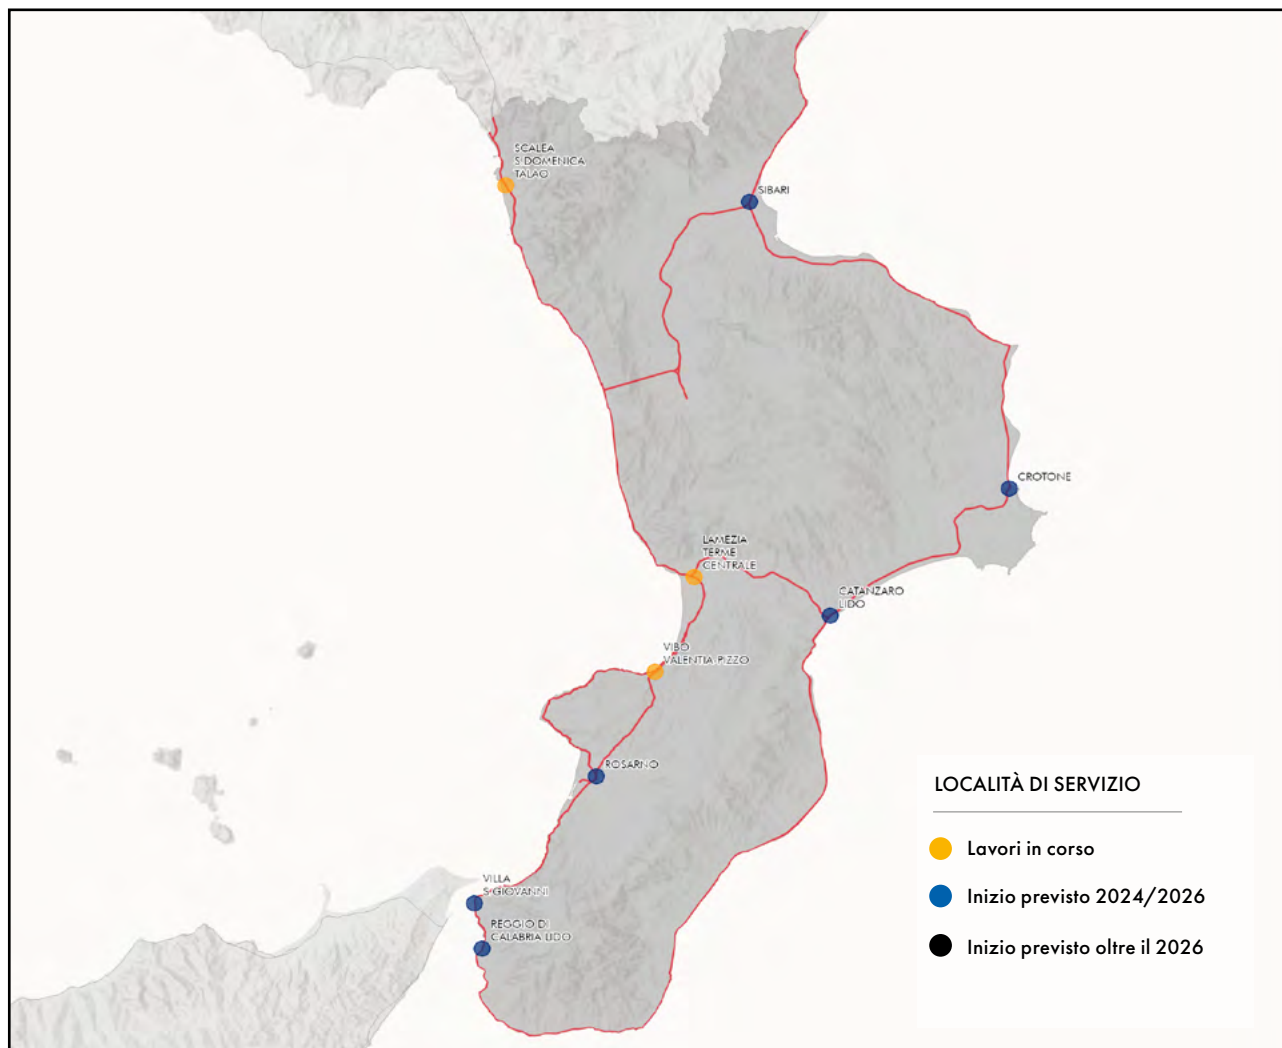 SCALEA
S.DOMENICA
TALAO
SIBARI
CROTONE
LAMEZIA
TERME
CENTRALE
CATANZARO
LIDO
VIBO
VALENTIA PIZZO
ROSARNO
VILLA
S.GIOVANNI
REGGIO DI
CALABRIA LIDO
LOCALITÀ DI SERVIZIO
Lavori in corso
Inizio previsto 2024/2026
Inizio previsto oltre il 2026